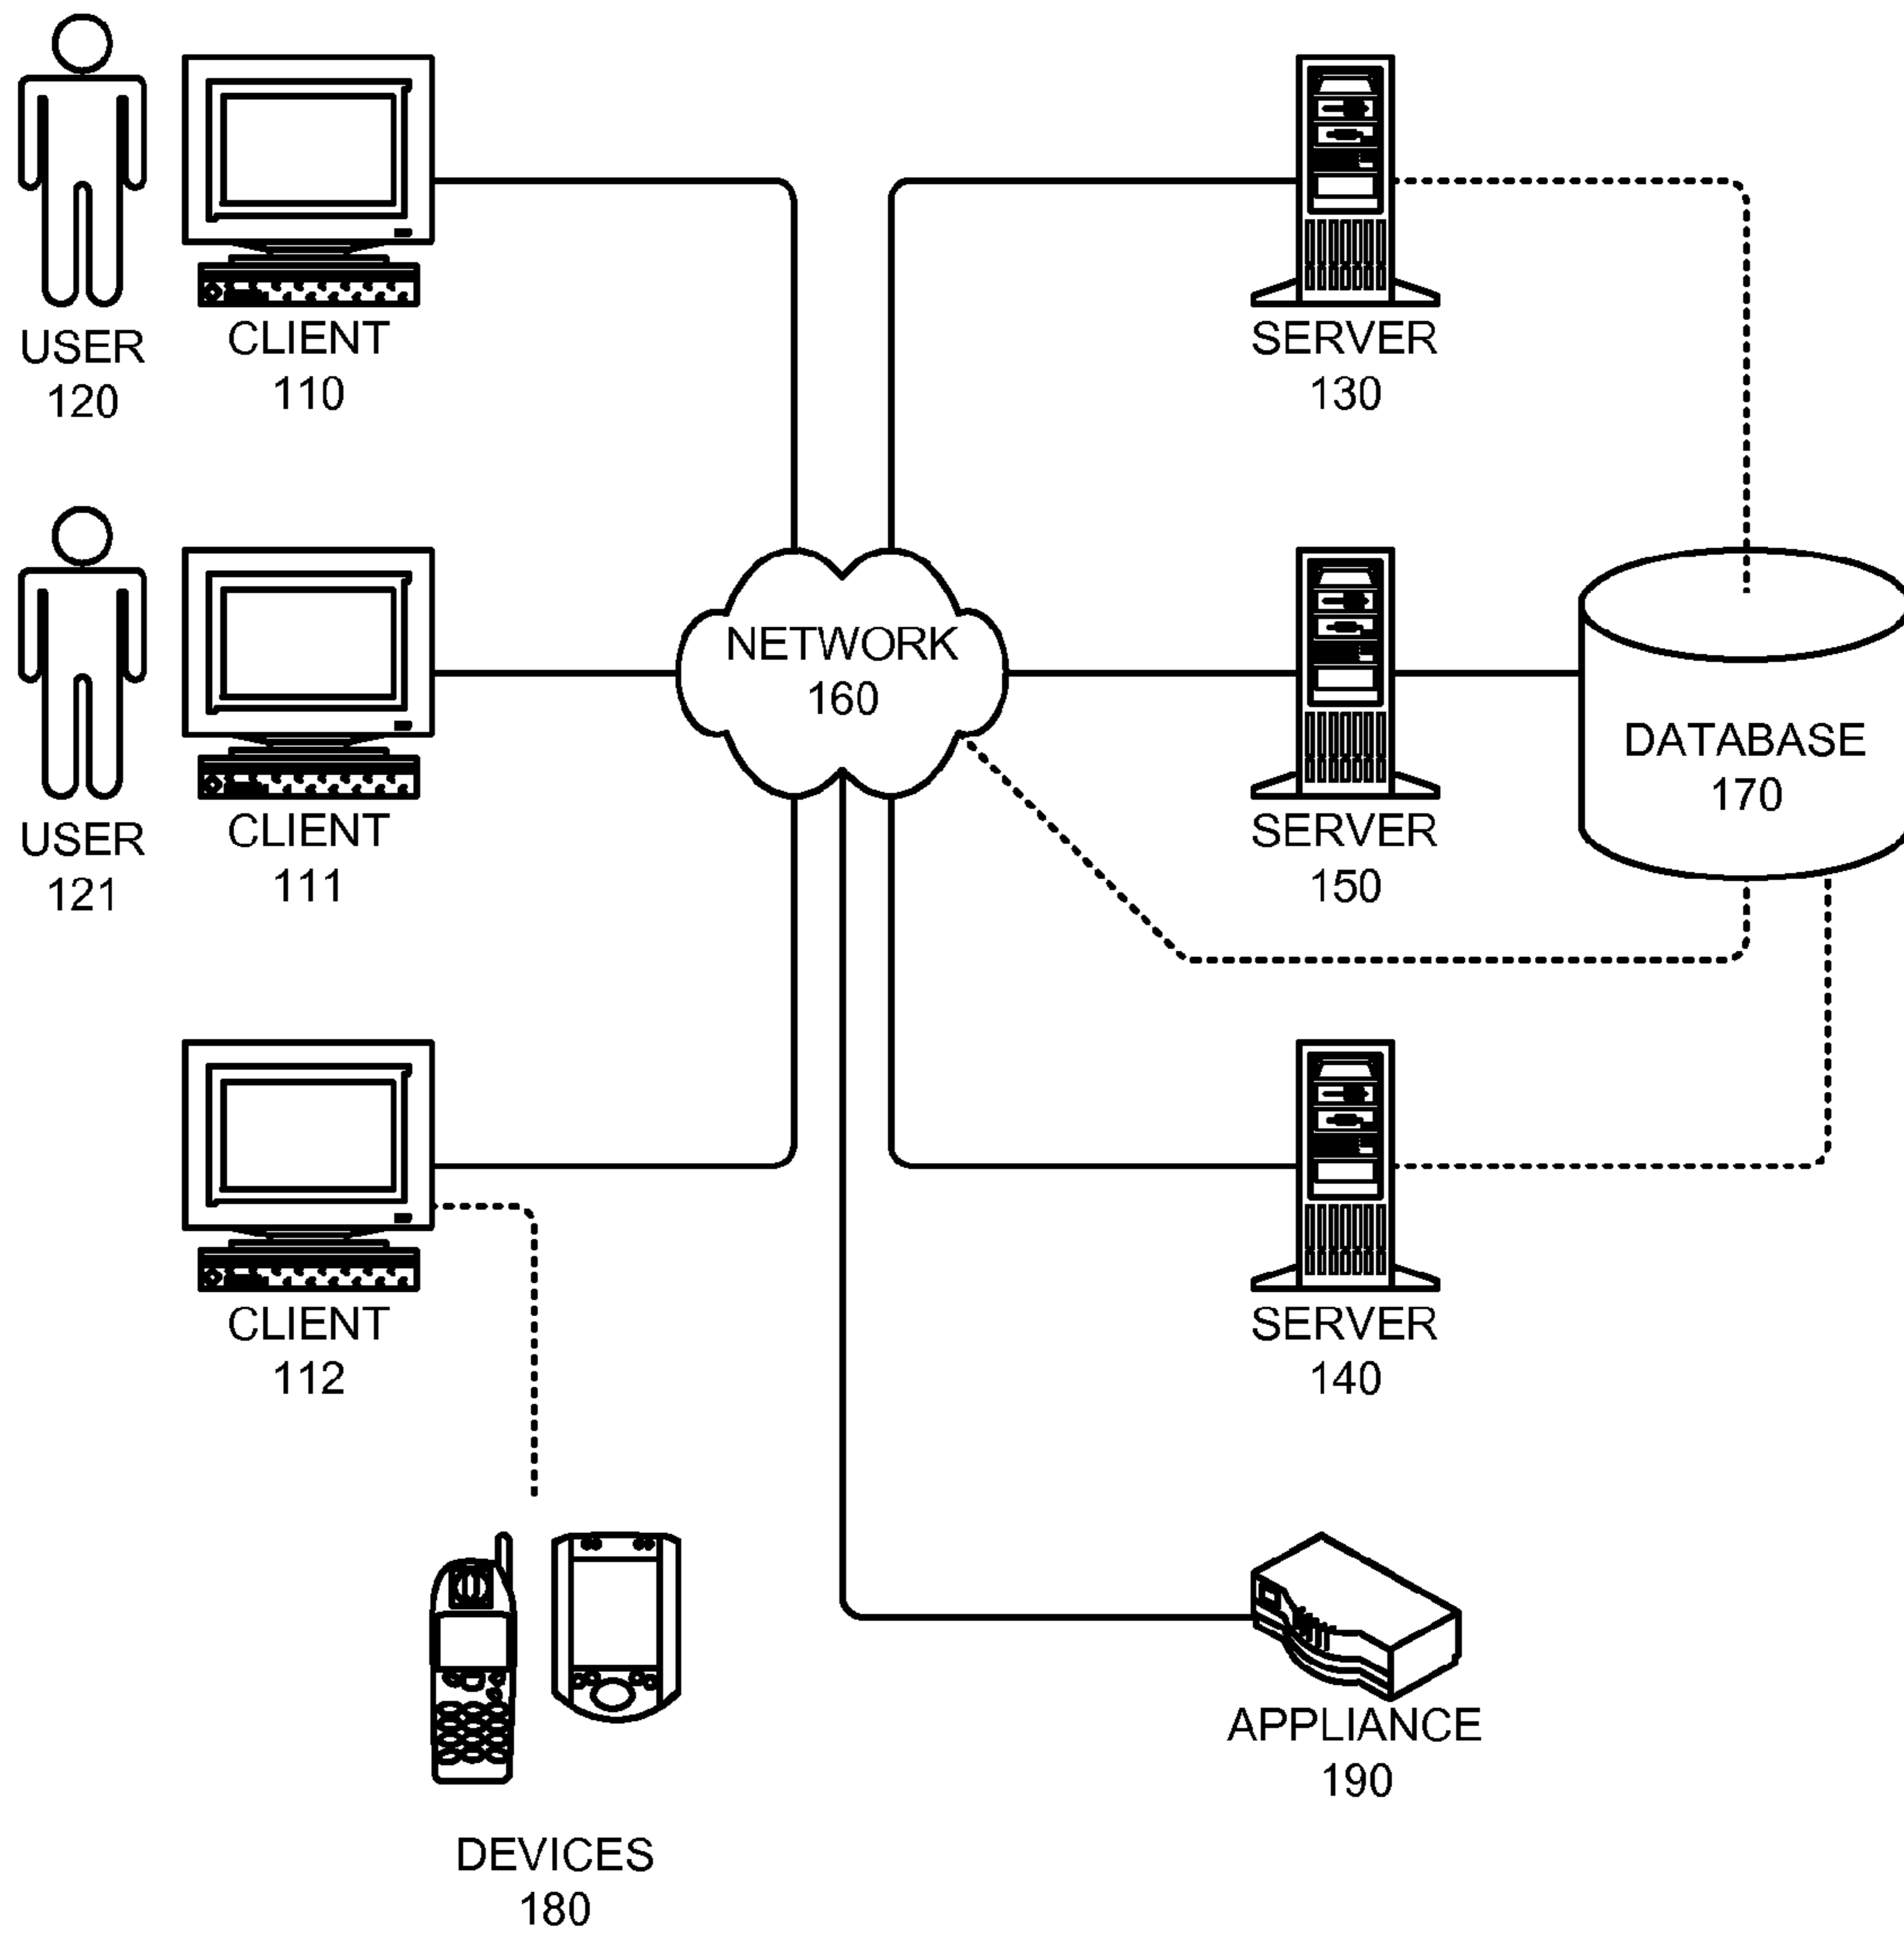 USER
120
CLIENT
110
SERVER
130
USER
121
CLIENT
111
NETWORK
160
SERVER
150
DATABASE
170
CLIENT
112
SERVER
140
DEVICES
180
APPLIANCE
190